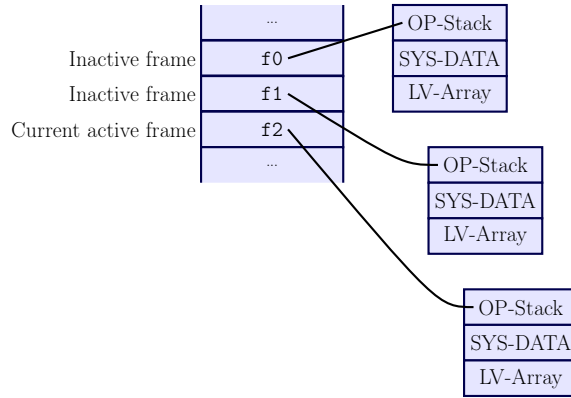 ...
Inactive frame f0
Inactive frame f1
Current active frame f2
...
OP-Stack
SYS-DATA
LV-Array
OP-Stack
SYS-DATA
LV-Array
OP-Stack
SYS-DATA
LV-Array